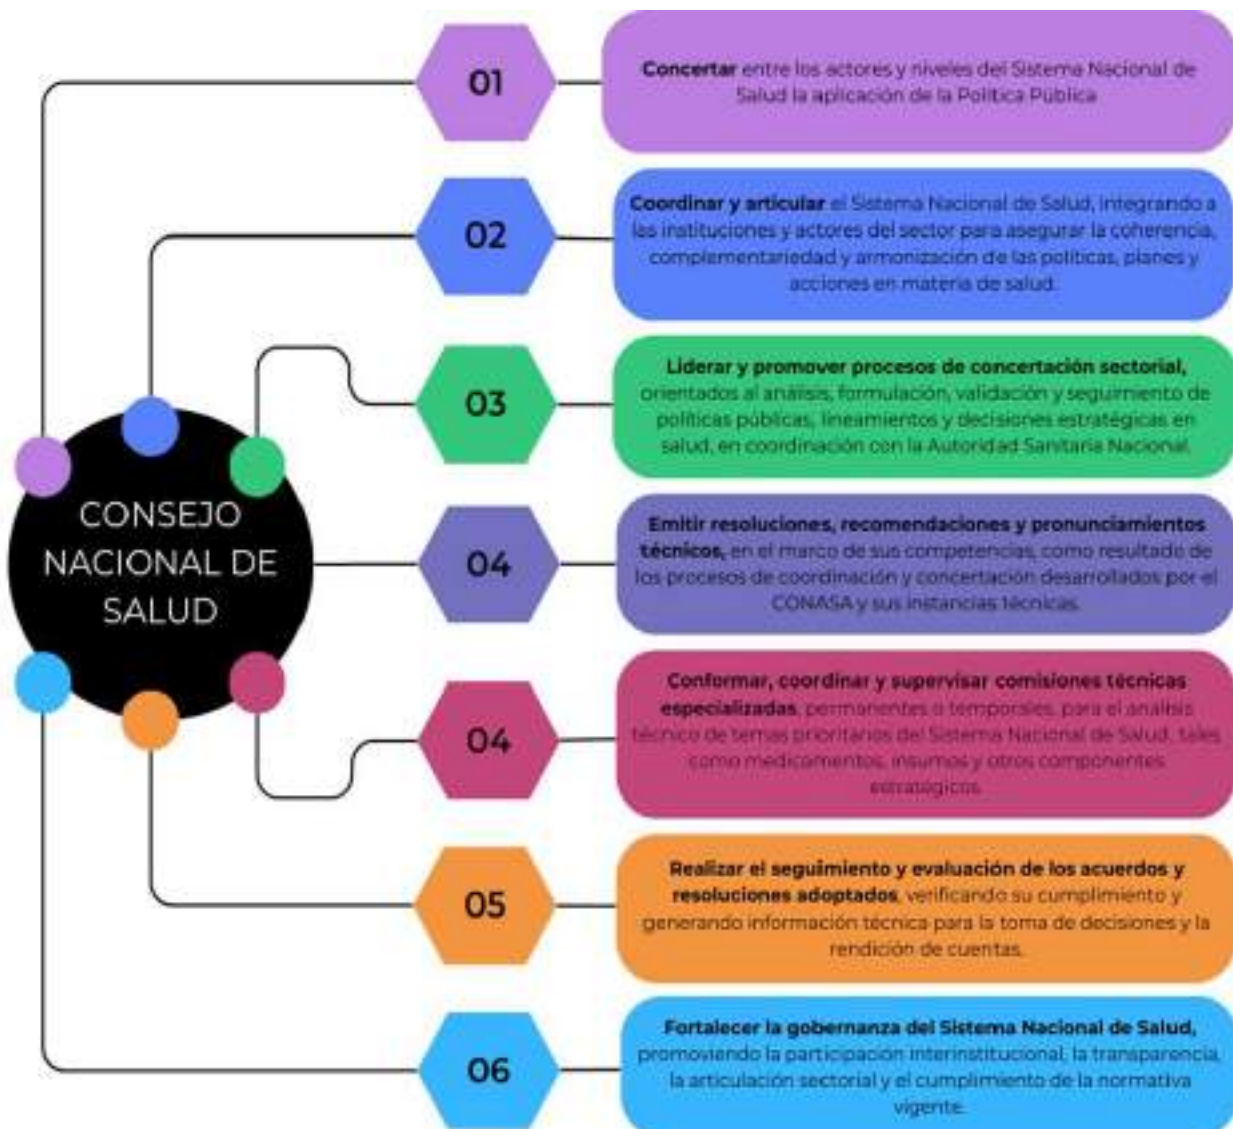 01
Concertar entre los actores y niveles del Sistema Nacional de
Salud la aplicación de la Política Pública
02
Coordinar y articular el Sistema Nacional de Salud, integrando a
las instituciones y actores del sector para asegurar la coherencia,
complementariedad y armonización de las políticas, planes y
acciones en materia de salud.
03
Liderar y promover procesos de concertación sectorial,
orientados al análisis, formulación, validación y seguimiento de
políticas públicas, lineamientos y decisiones estratégicas en
salud, en coordinación con la Autoridad Sanitaria Nacional.
CONSEJO
NACIONAL DE
SALUD
04
Emitir resoluciones, recomendaciones y pronunciamientos
técnicos, en el marco de sus competencias, como resultado de
los procesos de coordinación y concertación desarrollados por el
CONASA y sus instancias técnicas.
04
Conformar, coordinar y supervisar comisiones técnicas
especializadas, permanentes o temporales, para el análisis
técnico de temas prioritarios del Sistema Nacional de Salud, tales
como medicamentos, insumos y otros componentes
estratégicos.
05
Realizar el seguimiento y evaluación de los acuerdos y
resoluciones adoptados, verificando su cumplimiento y
generando información técnica para la toma de decisiones y la
rendición de cuentas.
06
Fortalecer la gobernanza del Sistema Nacional de Salud,
promoviendo la participación interinstitucional, la transparencia,
la articulación sectorial y el cumplimiento de la normativa
vigente.